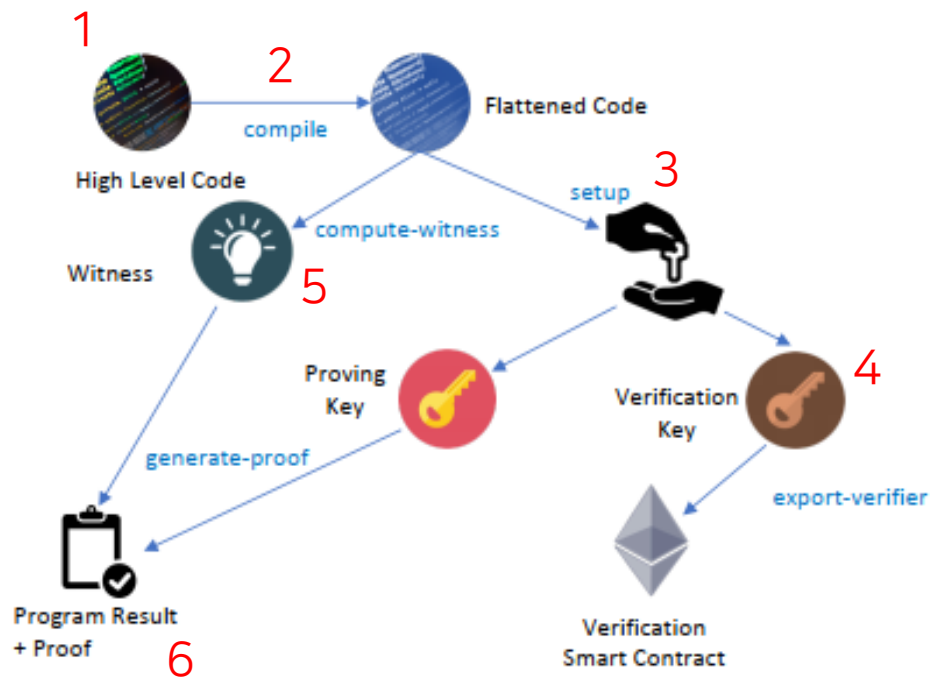 1
2
compile
Flattened Code
High Level Code
3
setup
compute-witness
Witness
5
Proving
Key
4
Verification
Key
generate-proof
export-verifier
Program Result
+ Proof
6
Verification
Smart Contract